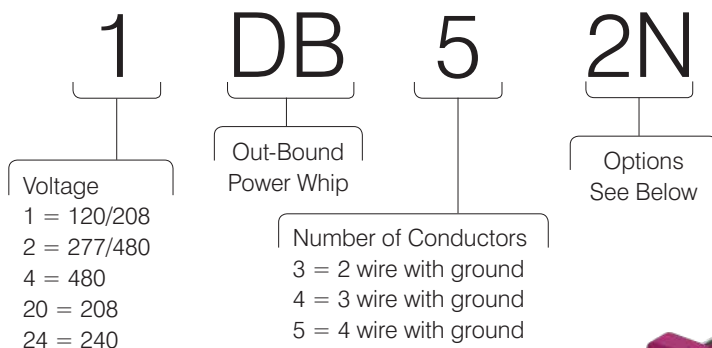 1 DB 5 2N
Out-Bound
Power Whip
Options
See Below
Voltage
1 = 120/208
2 = 277/480
4 = 480
20 = 208
24 = 240
Number of Conductors
3 = 2 wire with ground
4 = 3 wire with ground
5 = 4 wire with ground